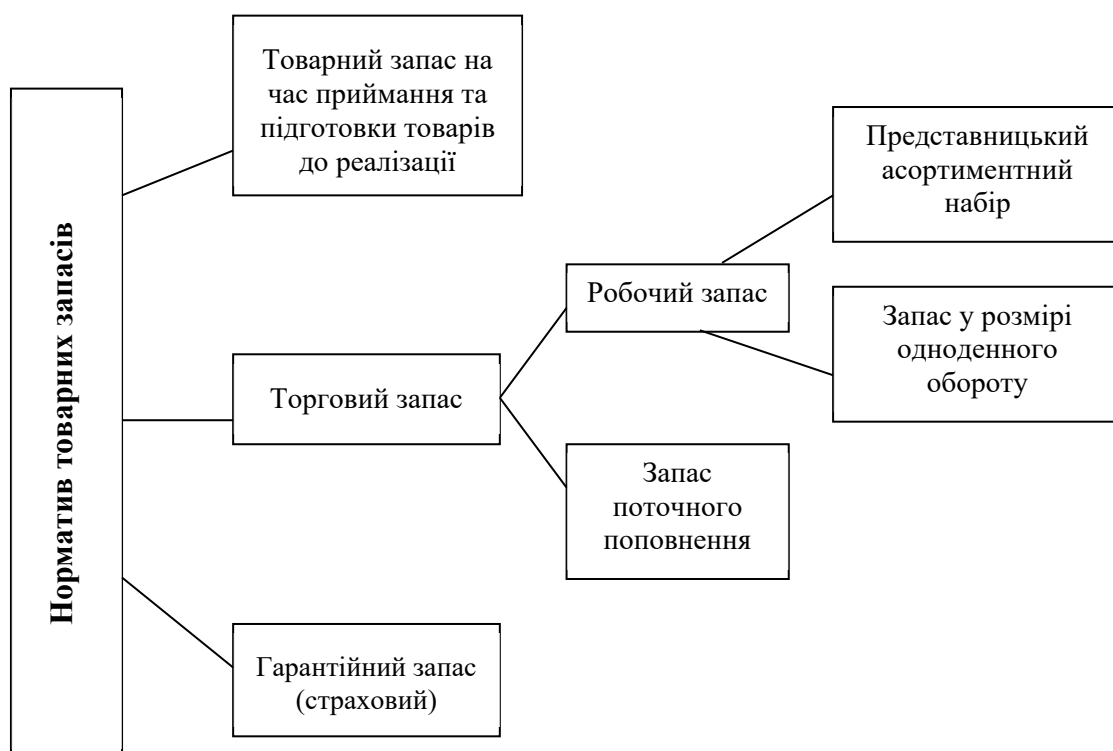 Норматив товарних запасів
Товарний запас на
час приймання та
підготовки товарів
до реалізації
Торговий запас
Гарантійний запас
(страховий)
Робочий запас
Запас
поточного
поповнення
Представницький
асортиментний
набір
Запас у розмірі
одноденного
обороту